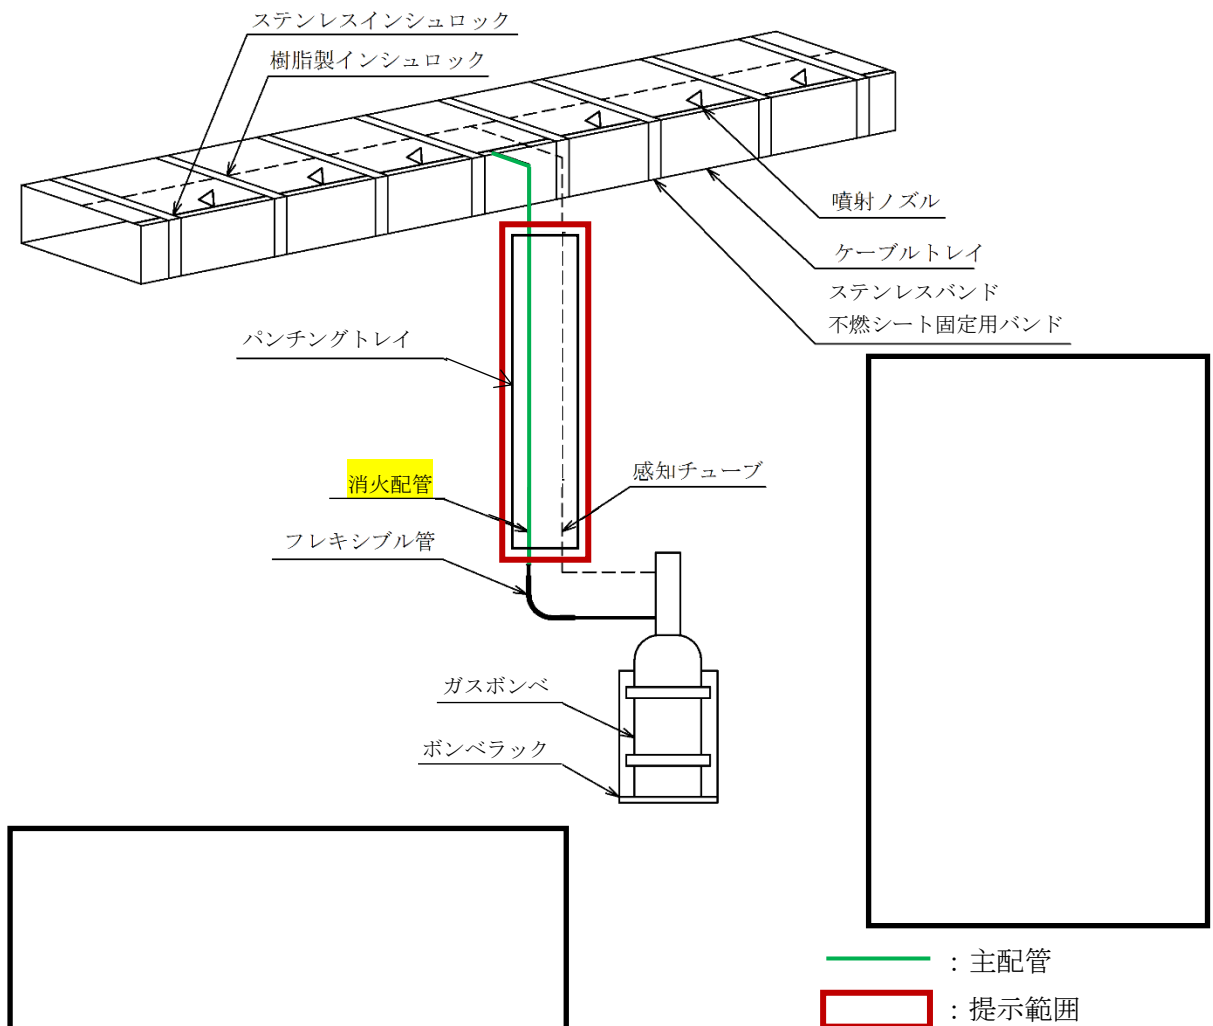 ステンレスインシュロック
樹脂製インシュロック
噴射ノズル
ケーブルトレイ
ステンレスバンド
不燃シート固定用バンド
パンチングトレイ
消火配管
感知チューブ
フレキシブル管
ガスボンベ
ボンベラック
：主配管
：提示範囲